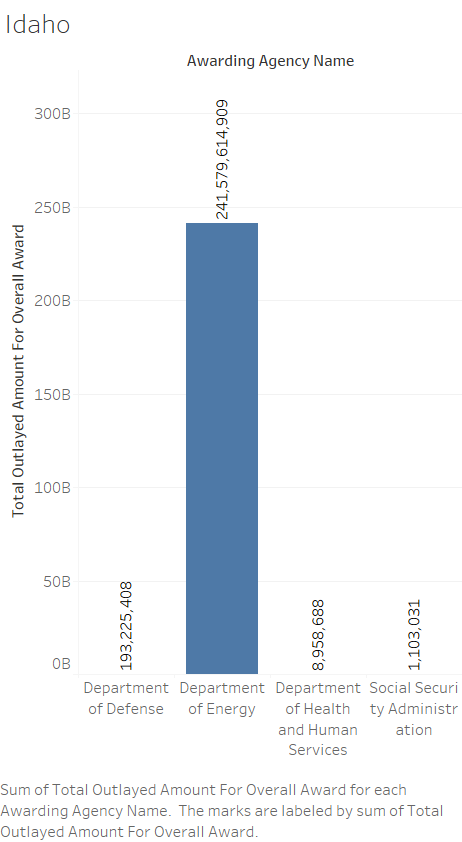 Idaho
Awarding Agency Name
Total Outlayed Amount For Overall Award
300B
250B
200B
150B
100B
50B
0B
193,225,408
241,579,614,909
8,958,688
1,103,031
Department
of Defense
Department
of Energy
Department
of Health
and Human
Services
Social Securi
ty Administr
ation
Sum of Total Outlayed Amount For Overall Award for each
Awarding Agency Name. The marks are labeled by sum of Total
Outlayed Amount For Overall Award.